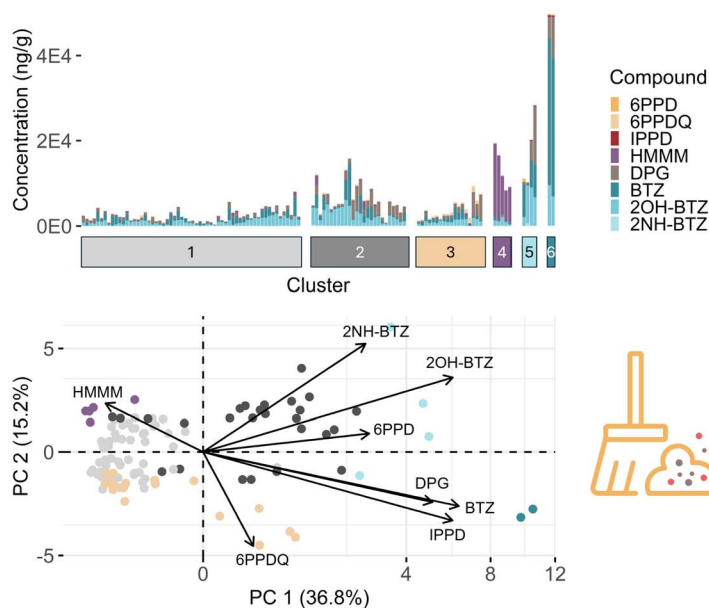 Concentration (ng/g)
4E4
2E4
0E0
1 2 3 4 5 6
Cluster
Compound
6PPD
6PPDQ
IPPD
HMMM
DPG
BTZ
2OH-BTZ
2NH-BTZ
PC 2 (15.2%)
5
0
-5
2NH-BTZ
2OH-BTZ
HMMM
6PPD
DPG
BTZ
IPPD
6PPDQ
0 4 8 12
PC 1 (36.8%)